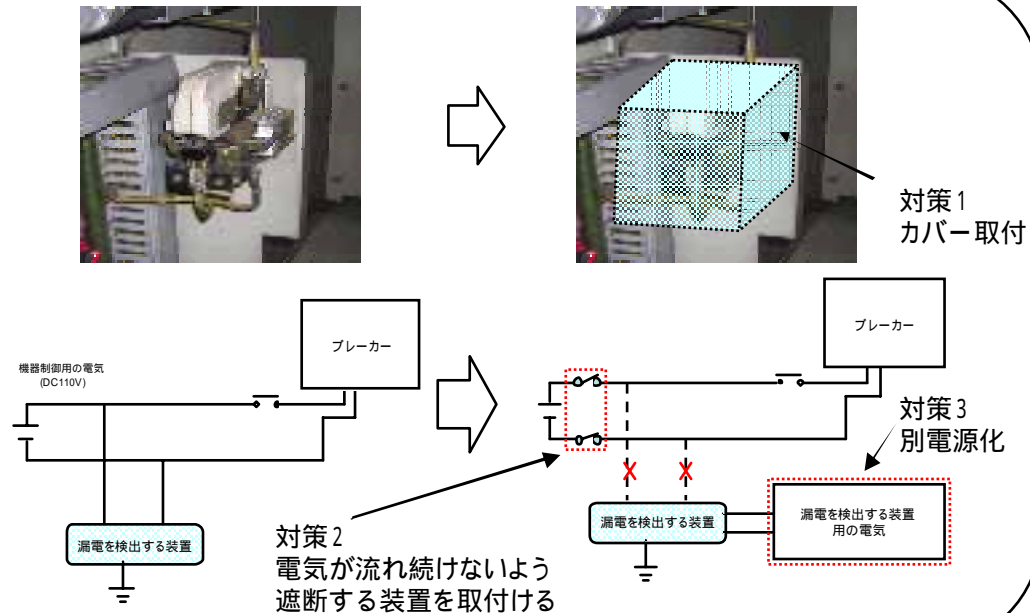 対策1
カバー取付
ブレーカー
機器制御用の電気
(DC110V)
漏電を検出する装置
ブレーカー
対策3
別電源化
漏電を検出する装置
漏電を検出する装置
用の電気
対策2
電気が流れ続けないよう
遮断する装置を取付ける